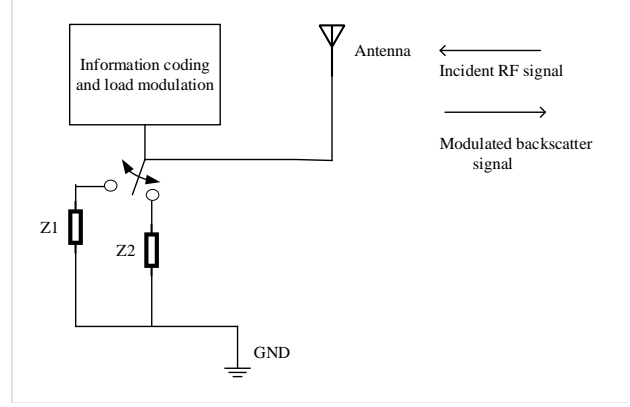 Information coding
and load modulation
Antenna
Incident RF signal
Modulated backscatter
signal
Z1
Z2
GND